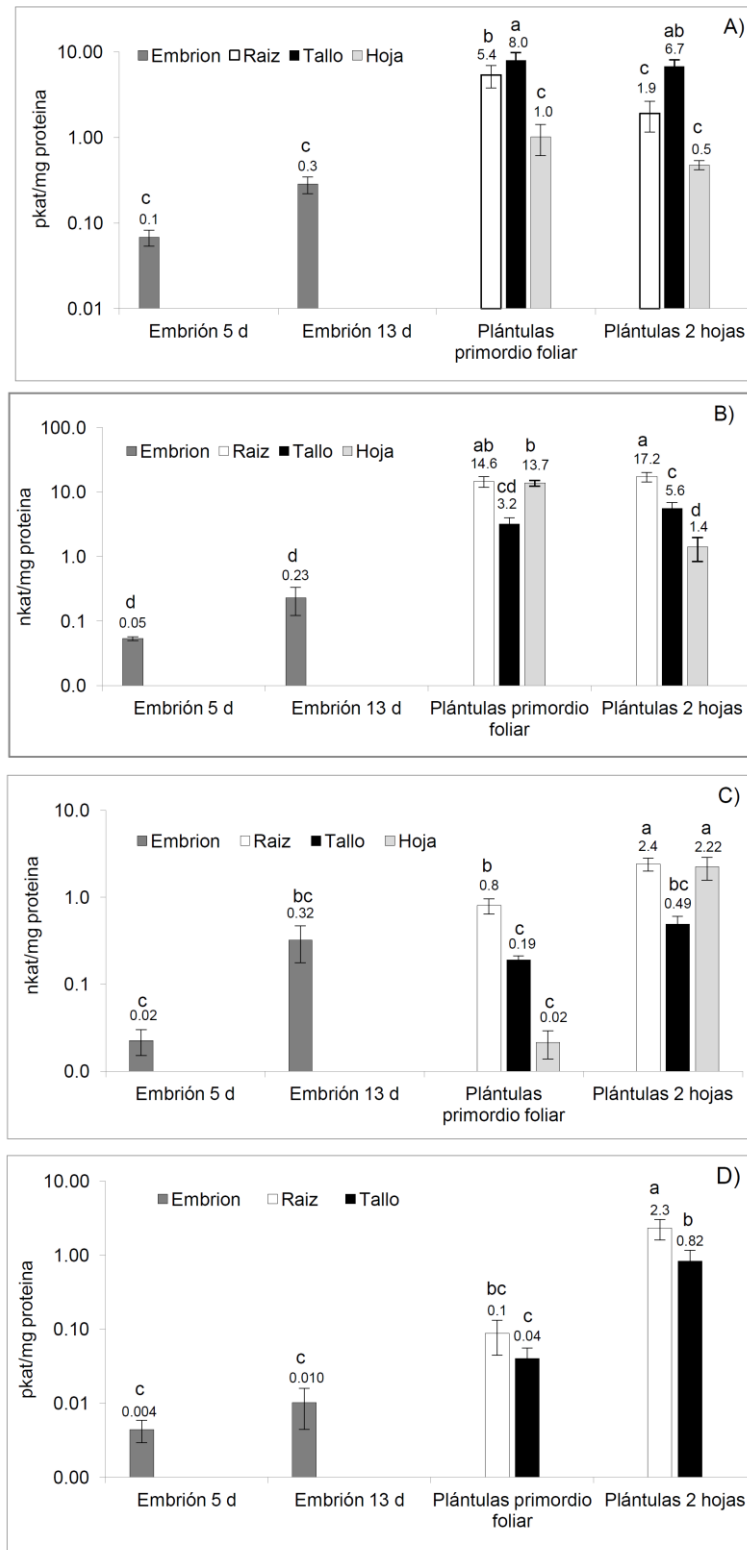 A)
Embrion Raiz Tallo Hoja
pkat/mg proteina
10.00
1.00
0.10
0.01
c
0.1
c
0.3
b
5.4
a
8.0
c
1.0
c
1.9
ab
6.7
c
0.5
Embrión 5 d Embrión 13 d Plántulas primordio foliar Plántulas 2 hojas
B)
Embrion Raiz Tallo Hoja
nkat/mg proteina
100.0
10.0
1.0
0.1
0.0
d
0.05
d
0.23
ab
14.6
cd
3.2
b
13.7
a
17.2
c
5.6
d
1.4
Embrión 5 d Embrión 13 d Plántulas primordio foliar Plántulas 2 hojas
C)
Embrion Raiz Tallo Hoja
nkat/mg proteina
10.0
1.0
0.1
0.0
c
0.02
bc
0.32
b
0.8
c
0.19
c
0.02
a
2.4
bc
0.49
a
2.22
Embrión 5 d Embrión 13 d Plántulas primordio foliar Plántulas 2 hojas
D)
Embrion Raiz Tallo
pkat/mg proteina
10.00
1.00
0.10
0.01
0.00
c
0.004
c
0.010
bc
0.1
c
0.04
a
2.3
b
0.82
Embrión 5 d Embrión 13 d Plántulas primordio foliar Plántulas 2 hojas